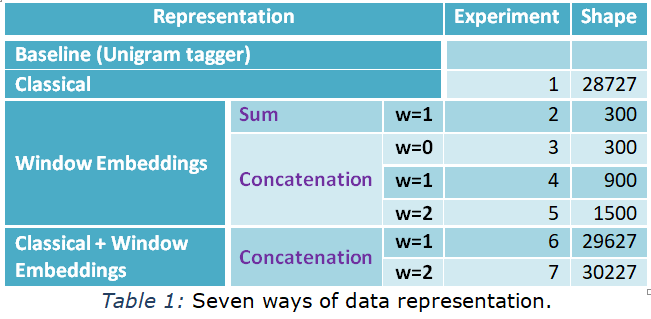 Representation Experiment Shape
Baseline (Unigram tagger)
Classical 1 28727
Window Embeddings Sum w=1 2 300
Concatenation w=0 3 300
w=1 4 900
w=2 5 1500
Classical + Window Embeddings Concatenation w=1 6 29627
w=2 7 30227
Table 1: Seven ways of data representation.